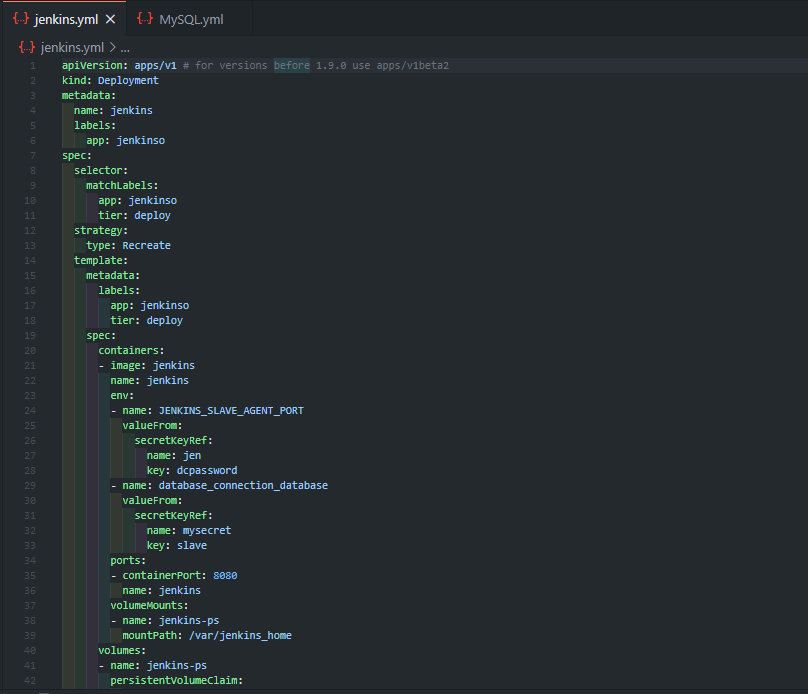 {··} jenkins.yml ✕ {··} MySQL.yml
{··} jenkins.yml > ...
1 apiVersion: apps/v1 # for versions before 1.9.0 use apps/v1beta2
2 kind: Deployment
3 metadata:
4   name: jenkins
5   labels:
6     app: jenkinso
7 spec:
8   selector:
9     matchLabels:
10       app: jenkinso
11       tier: deploy
12   strategy:
13     type: Recreate
14   template:
15     metadata:
16       labels:
17         app: jenkinso
18         tier: deploy
19     spec:
20       containers:
21       - image: jenkins
22         name: jenkins
23         env:
24         - name: JENKINS_SLAVE_AGENT_PORT
25           valueFrom:
26             secretKeyRef:
27               name: jen
28               key: dcpassword
29         - name: database_connection_database
30           valueFrom:
31             secretKeyRef:
32               name: mysecret
33               key: slave
34         ports:
35         - containerPort: 8080
36           name: jenkins
37         volumeMounts:
38         - name: jenkins-ps
39           mountPath: /var/jenkins_home
40       volumes:
41       - name: jenkins-ps
42         persistentVolumeClaim: